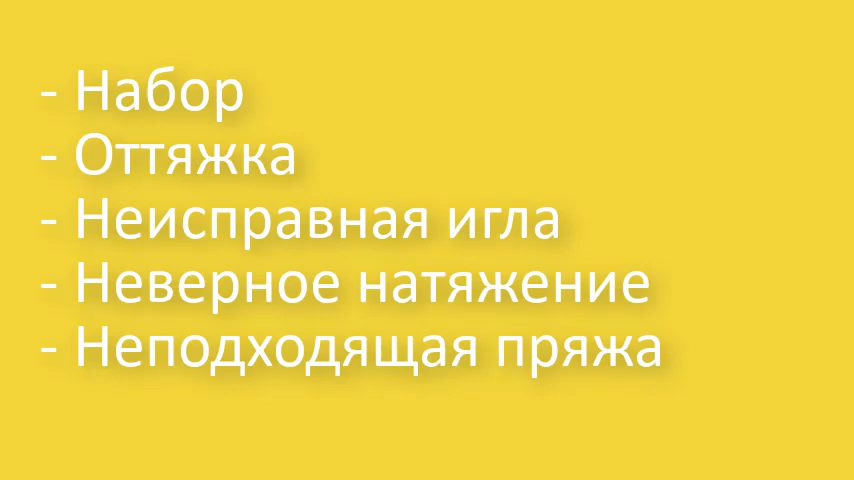 - Набор
- Оттяжка
- Неисправная игла
- Неверное натяжение
- Неподходящая пряжа